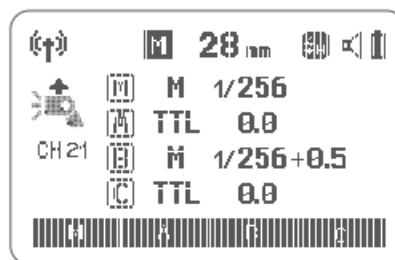 M 28 mm
M M 1/256
A TTL 0.0
CH 21
B M 1/256+0.5
C TTL 0.0
M A B C